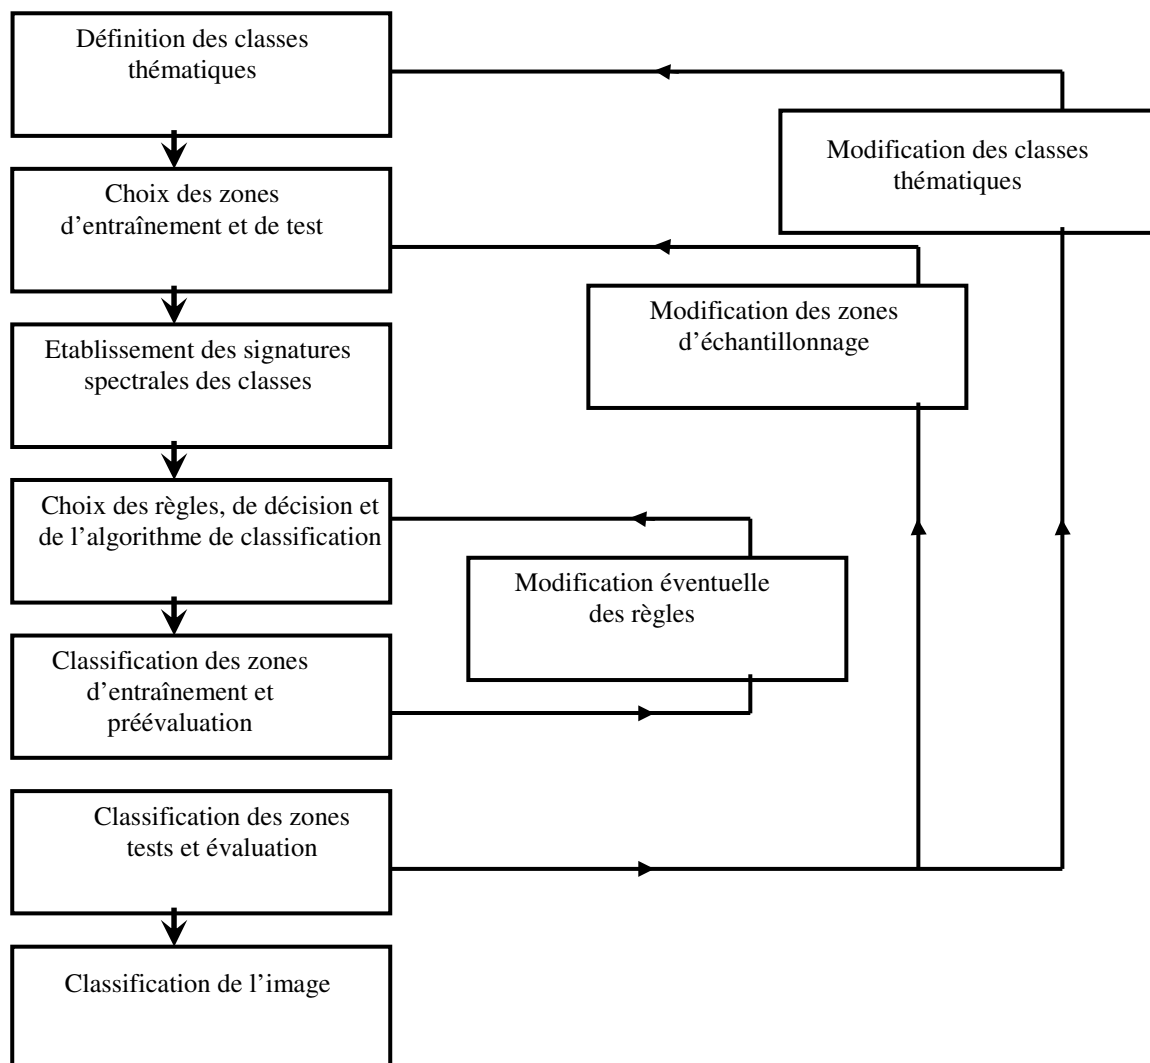 Définition des classes
thématiques
Modification des classes
thématiques
Choix des zones
d’entraînement et de test
Modification des zones
d’échantillonnage
Etablissement des signatures
spectrales des classes
Choix des règles, de décision et
de l’algorithme de classification
Modification éventuelle
des règles
Classification des zones
d’entraînement et
préévaluation
Classification des zones
tests et évaluation
Classification de l’image